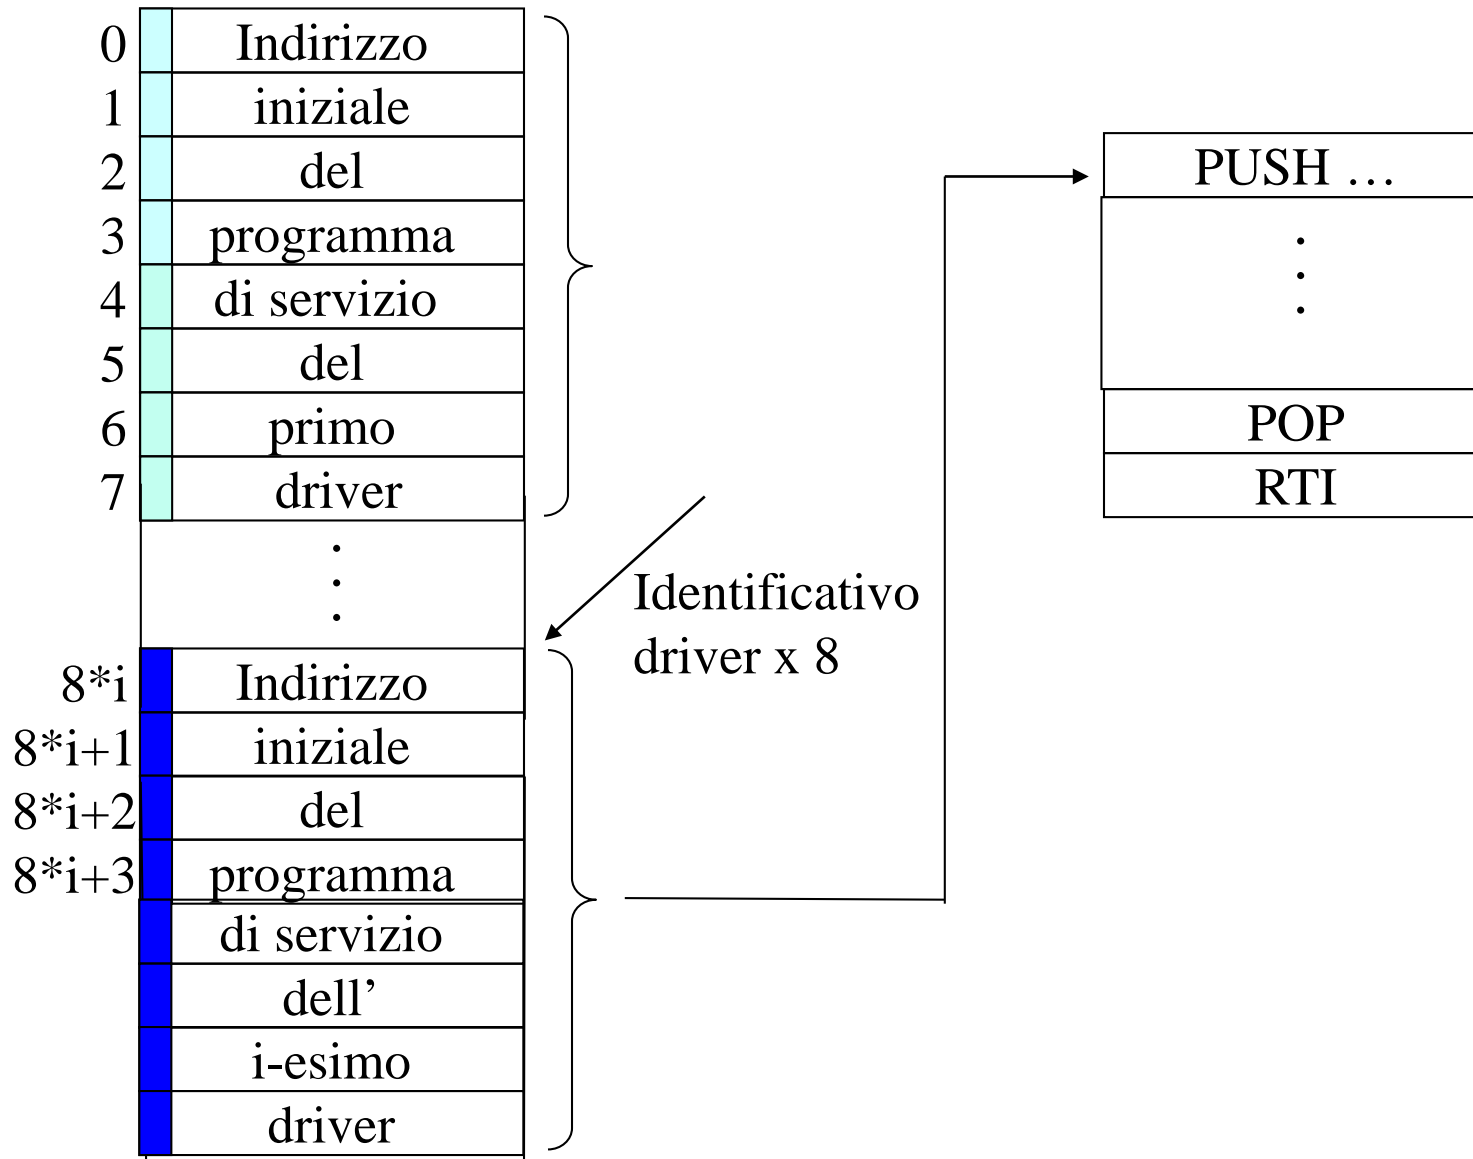 0 Indirizzo
1 iniziale
2 del
3 programma
4 di servizio
5 del
6 primo
7 driver
.
.
.
Identificativo
driver x 8
8*i Indirizzo
8*i+1 iniziale
8*i+2 del
8*i+3 programma
di servizio
dell’
i-esimo
driver
PUSH …
.
.
.
POP
RTI